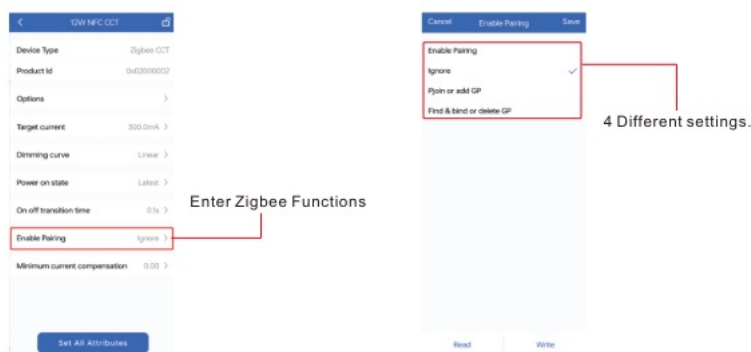 12W NFC CCT
Device Type Zigbee CCT
Product Id 0x02000002
Options
Target current 300.0mA
Dimming curve Linear
Power on state Latest
On off transition time 0.1s
Enable Pairing Ignore
Minimum current compensation 0.00
Set All Attributes
Enter Zigbee Functions
Cancel Enable Pairing Save
Enable Pairing
Ignore
Pjoin or add GP
Find & bind or delete GP
4 Different settings.
Read Write